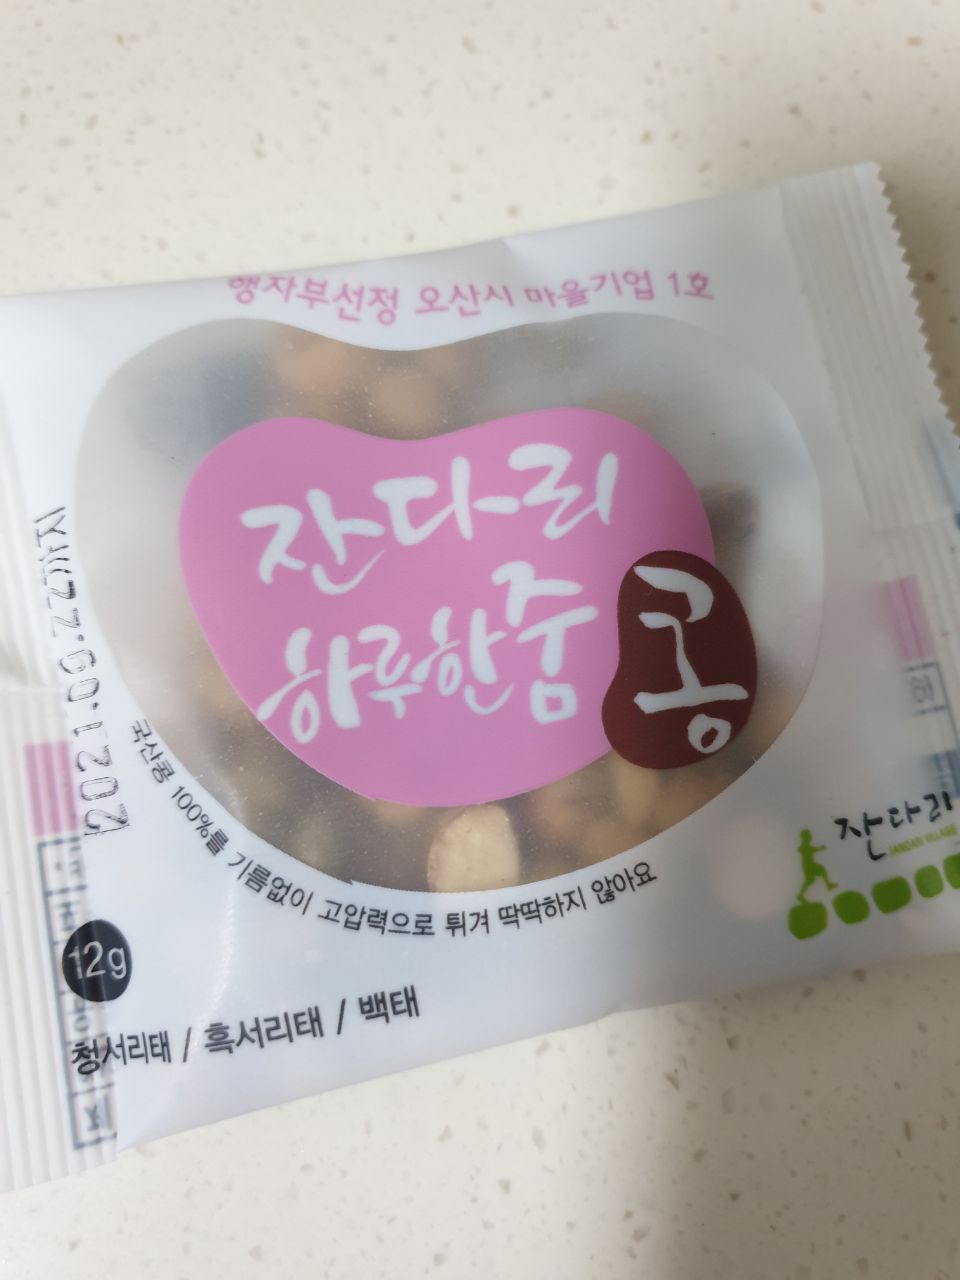 행자부선정 오산시 마을기업 1호
잔다리
하루한줌
콩
2021.09.22까지
국산콩 100%를 기름없이 고압력으로 튀겨 딱딱하지 않아요
잔다리
JANDARI VILLAGE
12g
청서리태 / 흑서리태 / 백태